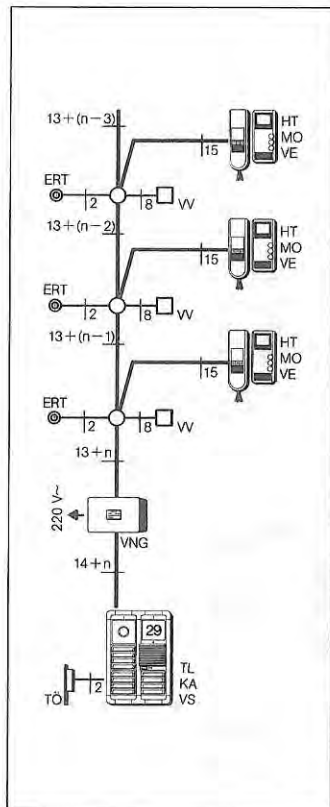 13+(n−3)
HT
MO
VE
15
ERT
2
8
VV
13+(n−2)
HT
MO
VE
15
ERT
2
8
VV
13+(n−1)
HT
MO
VE
15
ERT
2
8
VV
13+n
220 V~
VNG
14+n
29
TL
KA
VS
TÖ
2